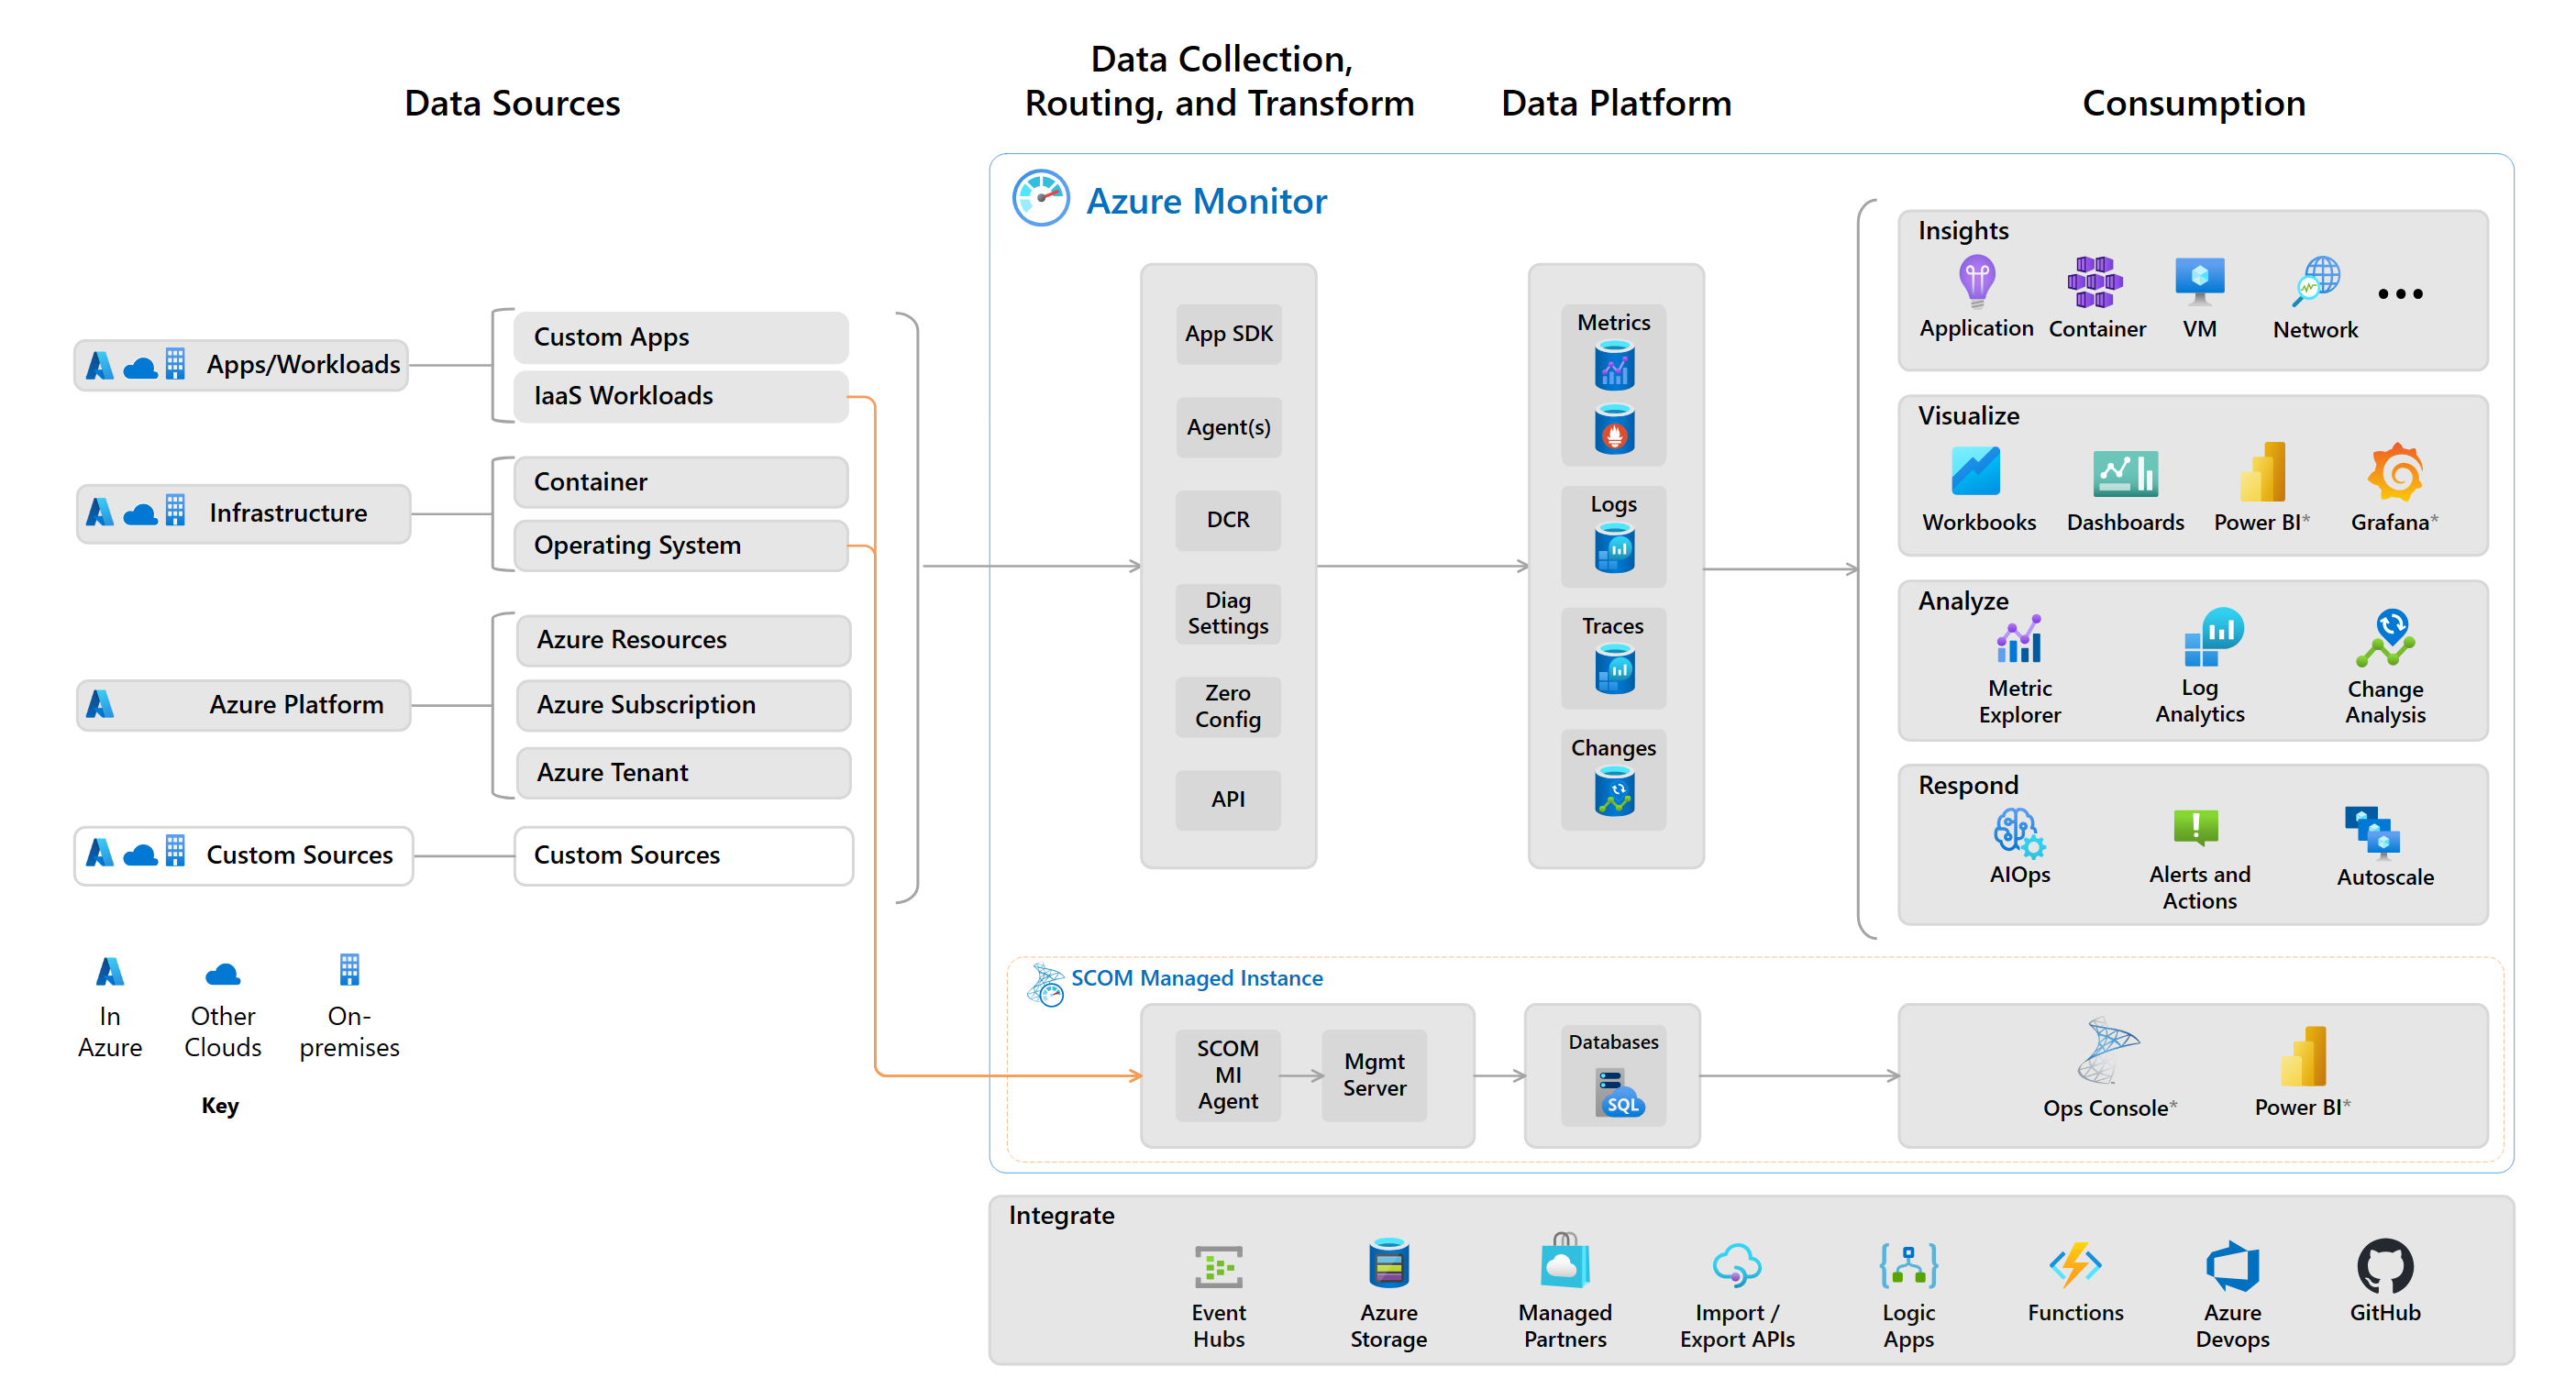 Data Sources
Data Collection,
Routing, and Transform
Data Platform
Consumption
Apps/Workloads
Custom Apps
IaaS Workloads
Infrastructure
Container
Operating System
Azure Platform
Azure Resources
Azure Subscription
Azure Tenant
Custom Sources
Custom Sources
In
Azure
Other
Clouds
On-
premises
Key
Azure Monitor
App SDK
Agent(s)
DCR
Diag
Settings
Zero
Config
API
Metrics
Logs
Traces
Changes
Insights
Application
Container
VM
Network
...
Visualize
Workbooks
Dashboards
Power BI*
Grafana*
Analyze
Metric
Explorer
Log
Analytics
Change
Analysis
Respond
AIOps
Alerts and
Actions
Autoscale
SCOM Managed Instance
SCOM
MI
Agent
Mgmt
Server
Databases
SQL
Ops Console*
Power BI*
Integrate
Event
Hubs
Azure
Storage
Managed
Partners
Import /
Export APIs
Logic
Apps
Functions
Azure
Devops
GitHub